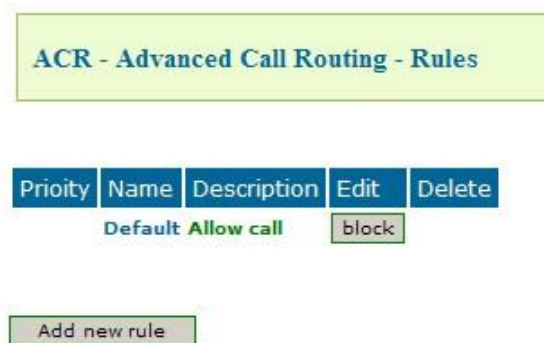 ACR - Advanced Call Routing - Rules
Prioity Name Description Edit Delete
Default Allow call block
Add new rule